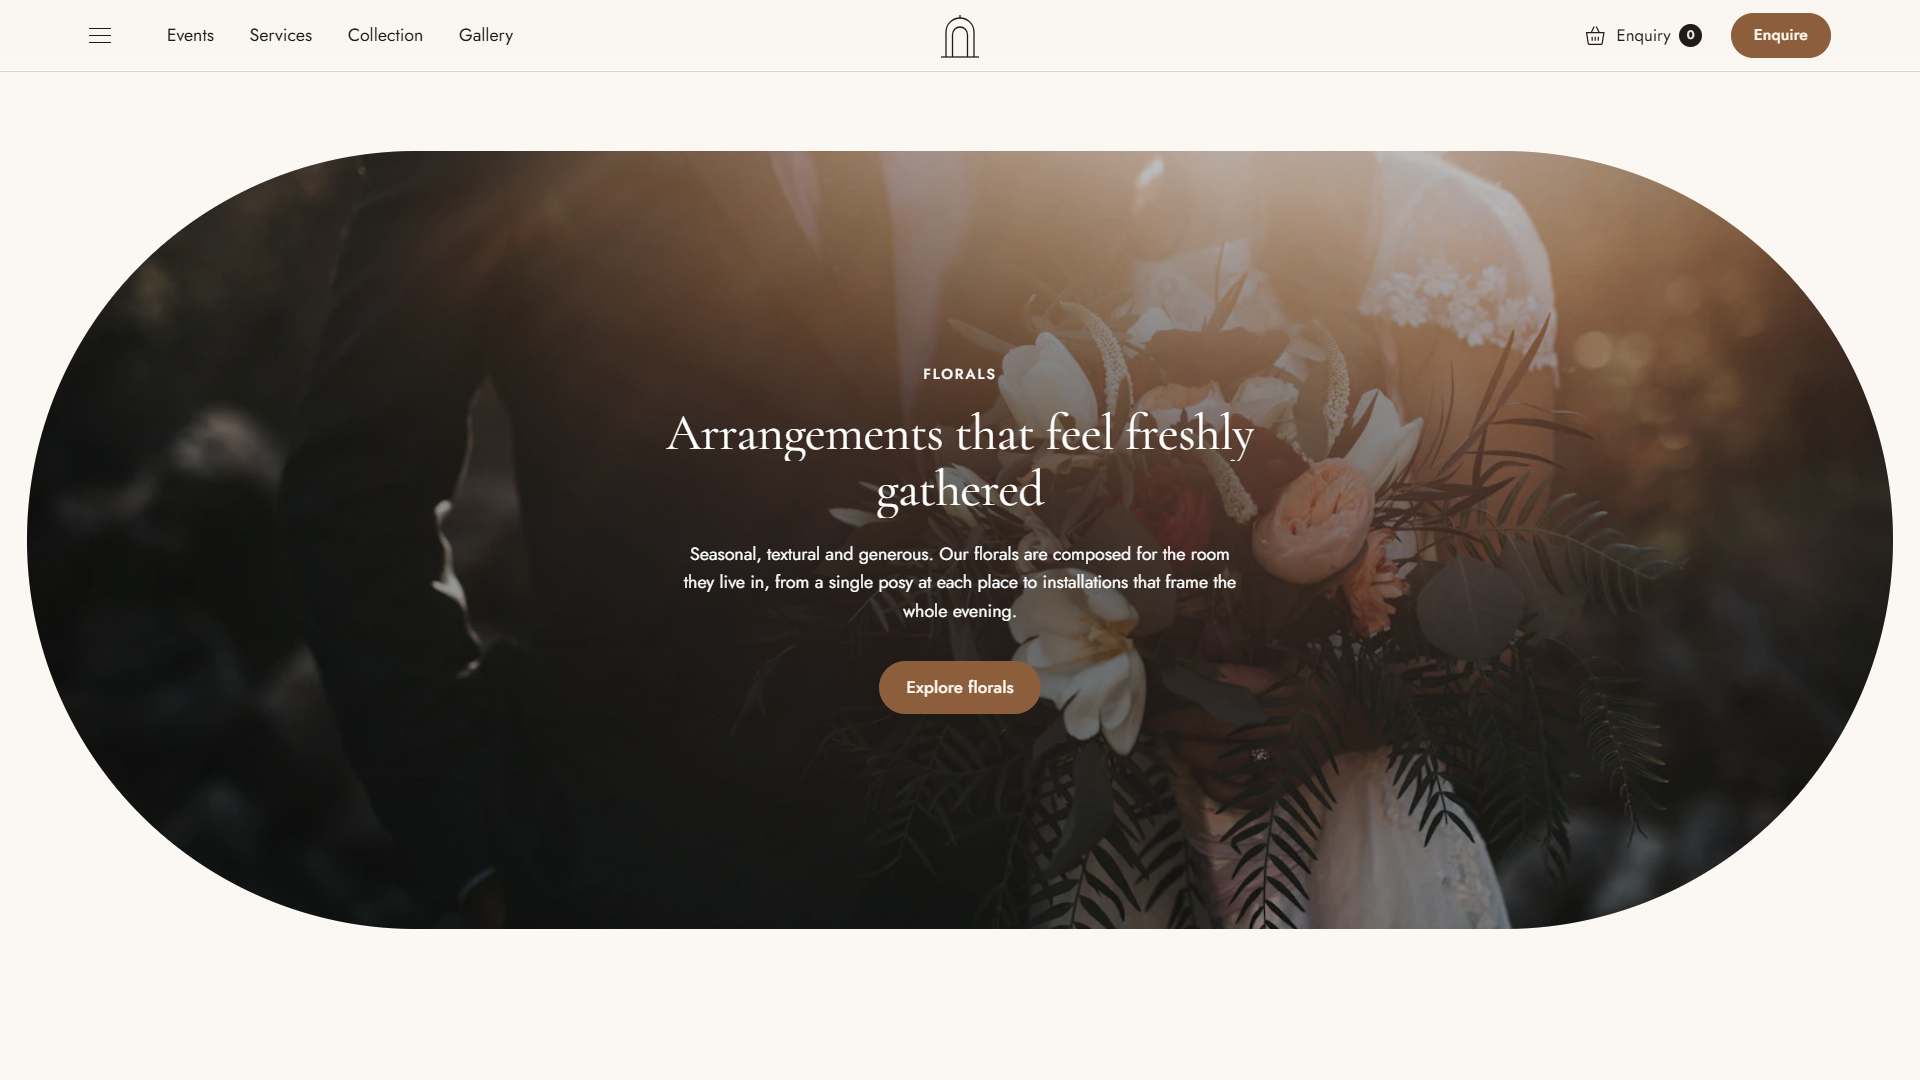 Events
Services
Collection
Gallery
Enquiry
0
Enquire
FLORALS
Arrangements that feel freshly
gathered
Seasonal, textural and generous. Our florals are composed for the room
they live in, from a single posy at each place to installations that frame the
whole evening.
Explore florals